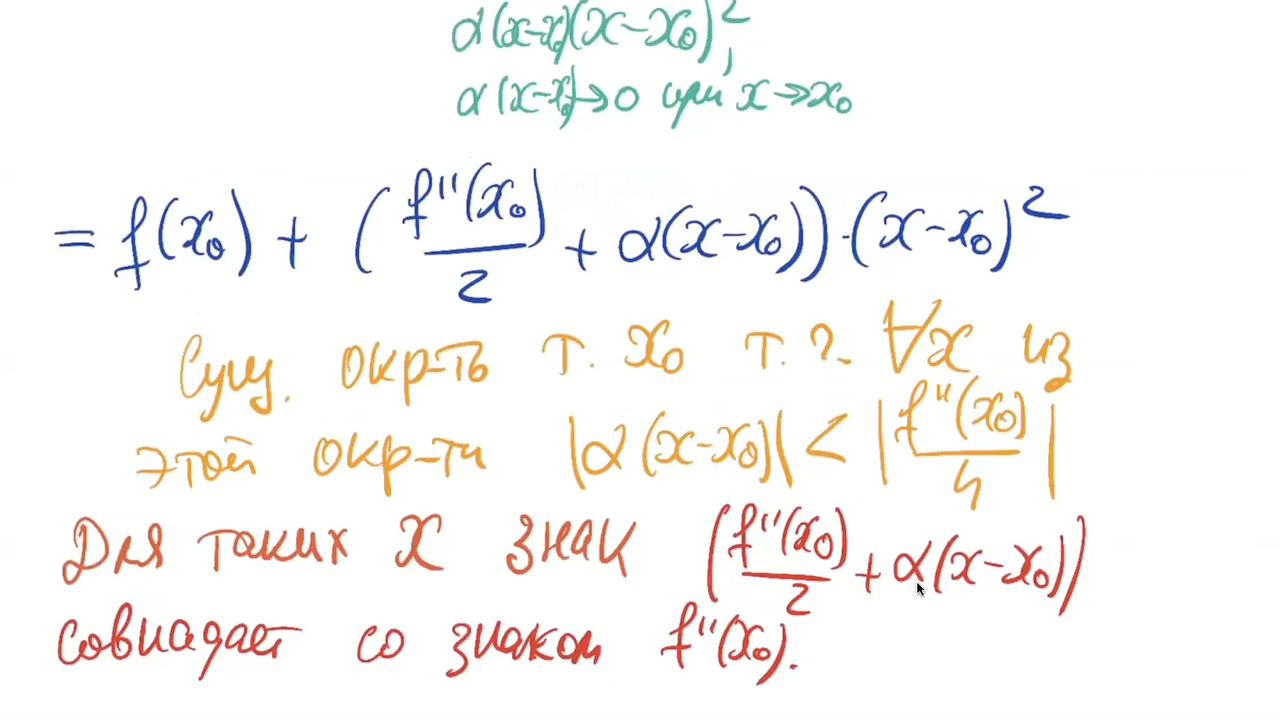 α(x-x₀)(x-x₀)²,
α(x-x₀)→0 при x→x₀
= f(x₀) + (f''(x₀)/2 + α(x-x₀))·(x-x₀)²
Сущ. окр-ть т. x₀ т. ч. ∀x из
этой окр-ти |α(x-x₀)| < |f''(x₀)/4|
Для таких x знак (f''(x₀)/2 + α(x-x₀))
совпадает со знаком f''(x₀).